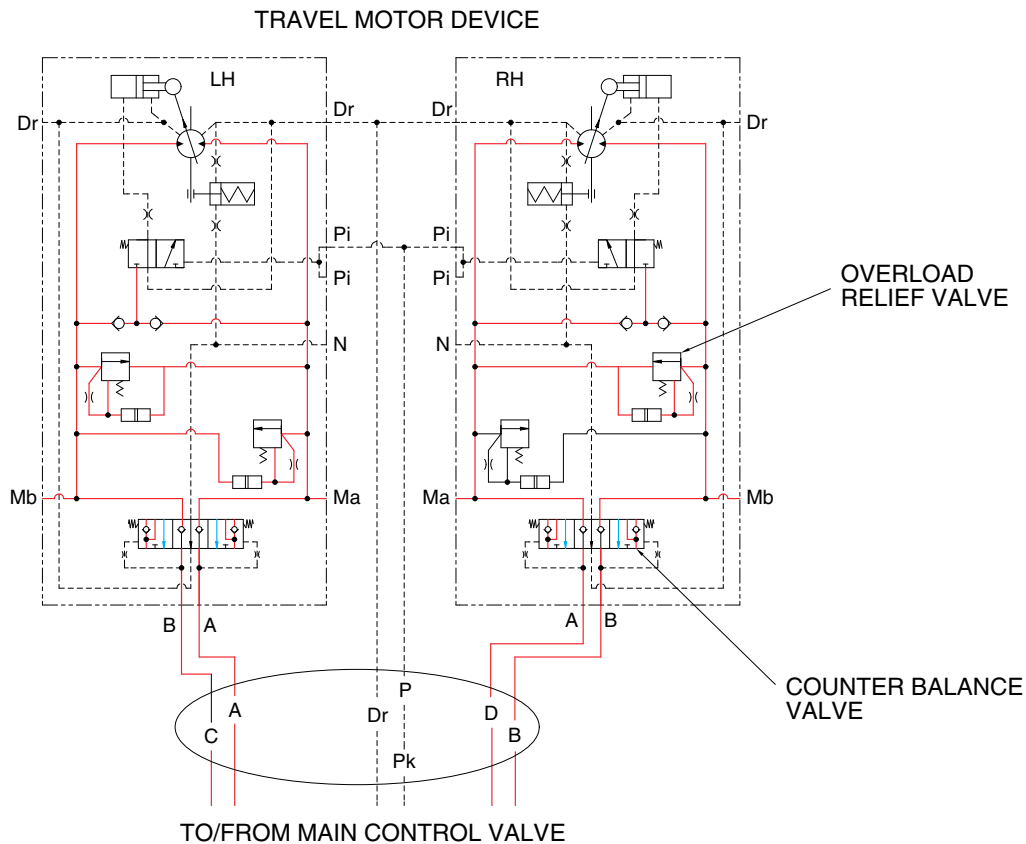 TRAVEL MOTOR DEVICE
LH
RH
Dr
Dr
Dr
Dr
Pi
Pi
Pi
Pi
OVERLOAD
RELIEF VALVE
N
N
Mb
Ma
Ma
Mb
B
A
A
B
COUNTER BALANCE
VALVE
P
A
Dr
D
C
B
Pk
TO/FROM MAIN CONTROL VALVE